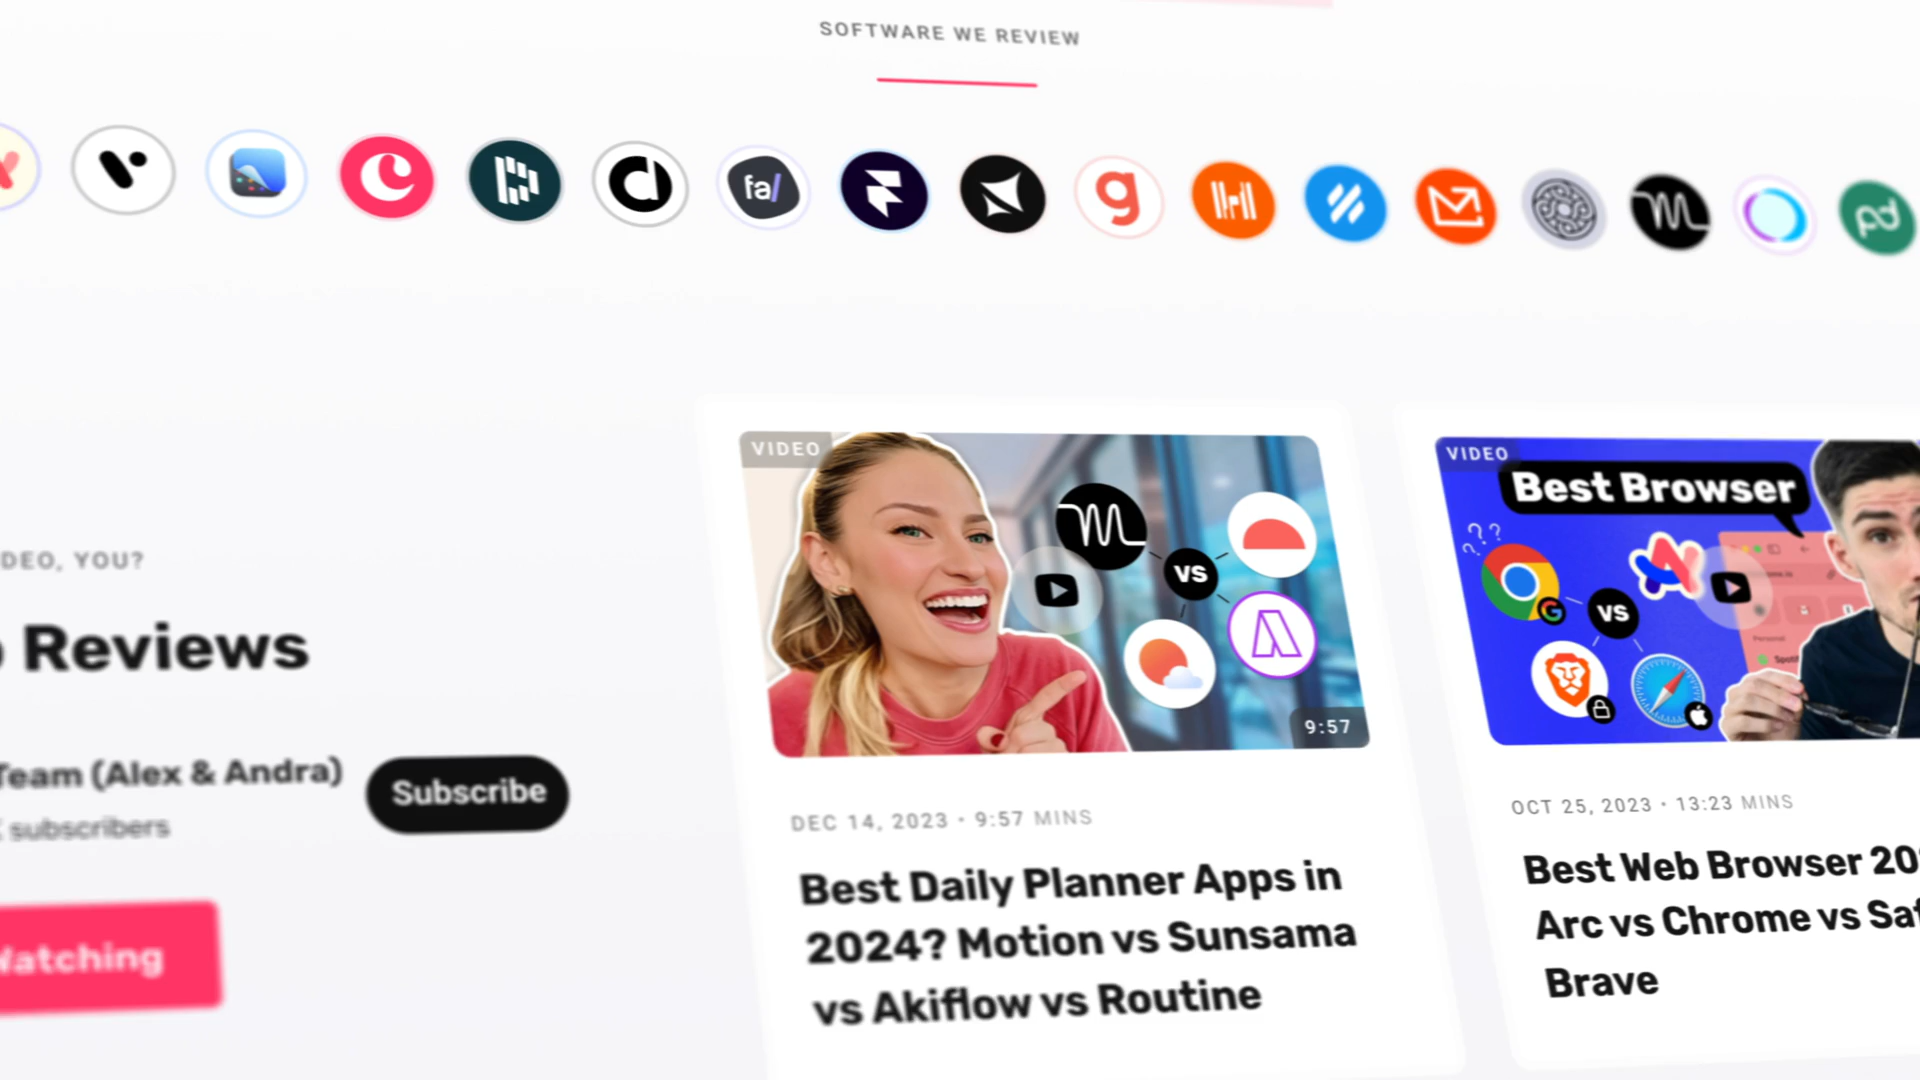 SOFTWARE WE REVIEW
fa/
g
DEO, YOU?
Reviews
Team (Alex & Andra)
subscribers
Subscribe
Watching
VIDEO
VS
9:57
DEC 14, 2023 • 9:57 MINS
Best Daily Planner Apps in
2024? Motion vs Sunsama
vs Akiflow vs Routine
VIDEO
Best Browser
???
VS
OCT 25, 2023 • 13:23 MINS
Best Web Browser 20
Arc vs Chrome vs Saf
Brave